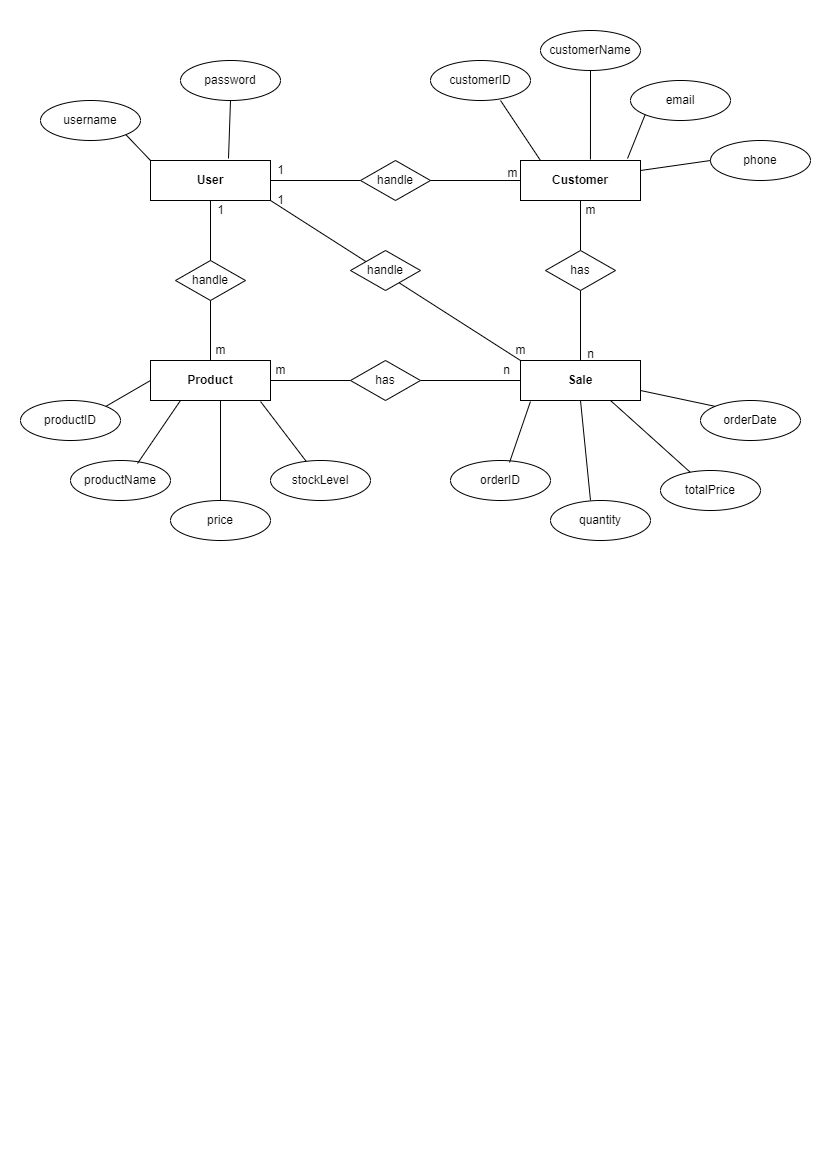 customerName
password
customerID
email
username
phone
User
1
handle
m
Customer
1
1
m
handle
has
handle
m
m
n
Product
m
has
n
Sale
productID
orderDate
productName
stockLevel
orderID
totalPrice
price
quantity